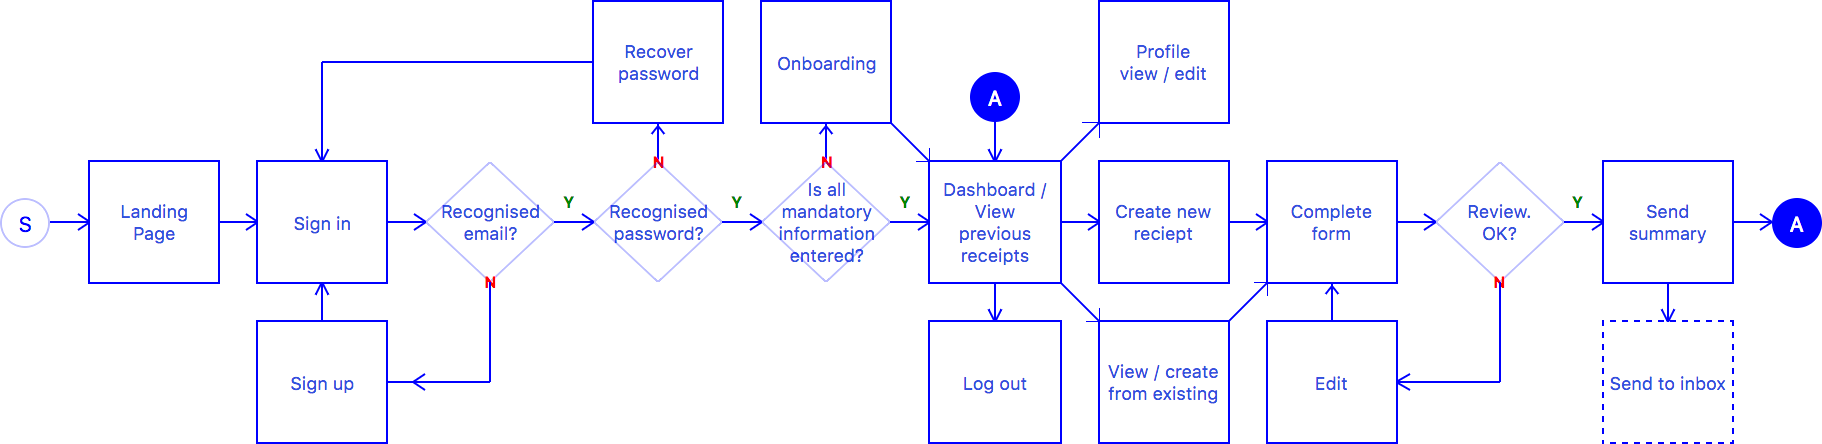 S
Landing
Page
Sign in
Sign up
Recognised
email?
Y
N
Recover
password
N
Recognised
password?
Y
Onboarding
N
Is all
mandatory
information
entered?
Y
A
Dashboard /
View
previous
receipts
Log out
Profile
view / edit
Create new
reciept
View / create
from existing
Complete
form
Edit
Review.
OK?
Y
N
Send
summary
Send to inbox
A